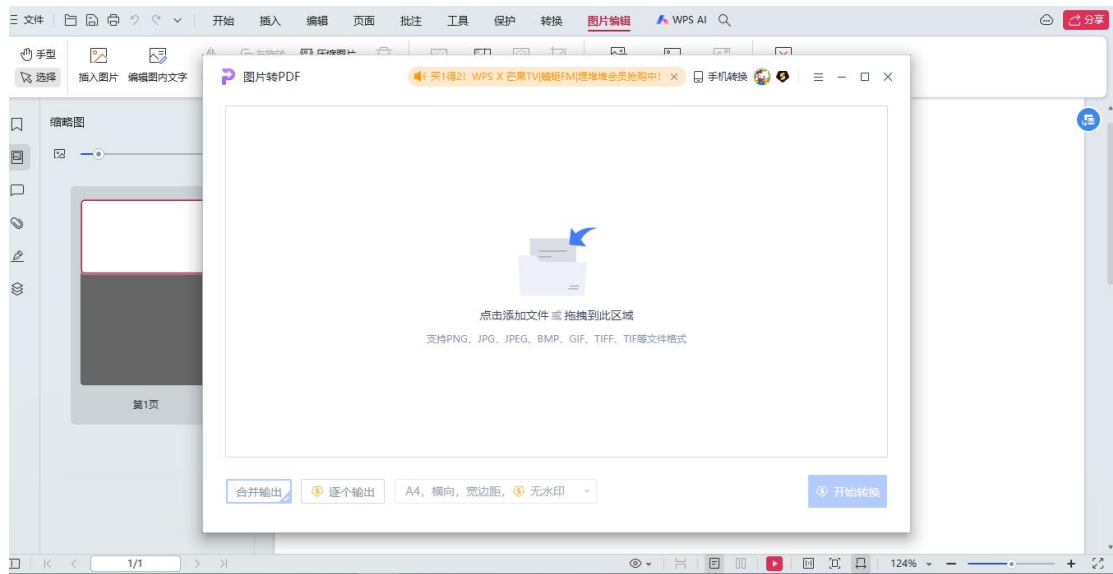 三 文件 开始 插入 编辑 页面 批注 工具 保护 转换 图片编辑 WPS AI 分享
手型
选择 插入图片 编辑图内文字
图片转PDF 买1得2！WPS X 芒果TV|蜻蜓FM|埋堆堆会员抢购中！ 手机转换
缩略图
点击添加文件 或 拖拽到此区域
支持PNG、JPG、JPEG、BMP、GIF、TIFF、TIF等文件格式
第1页
合并输出 逐个输出 A4，横向，宽边距， 无水印 开始转换
1/1 124%